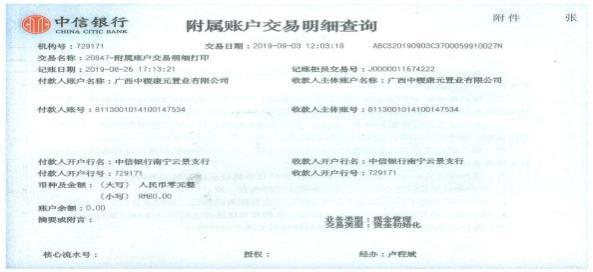 中信银行 附属账户交易明细查询 附件 张
CHINA CITIC BANK
机构号：729171 交易日期：2019-09-03 12:03:18 ABCS20190903C3700059910027N
交易名称：20847-附属账户交易明细打印
记账日期：2019-08-26 17:13:21 记账柜员交易号：J0000011674222
付款人账户名称：广西中稷康元置业有限公司 收款人主体账户名称：广西中稷康元置业有限公司
付款人账号：8113001014100147534 收款人主体账号：8113001014100147534
付款人开户行名：中信银行南宁云景支行 收款人开户行名：中信银行南宁云景支行
付款人开户行号：729171 收款人开户行号：729171
币种及金额：（大写） 人民币零元整
（小写） RMB0.00
账户余额：0.00
摘要或附言： 业务类型：现金管理
交易类型：资金初始化
核心流水号： 授权： 经办：卢程斌